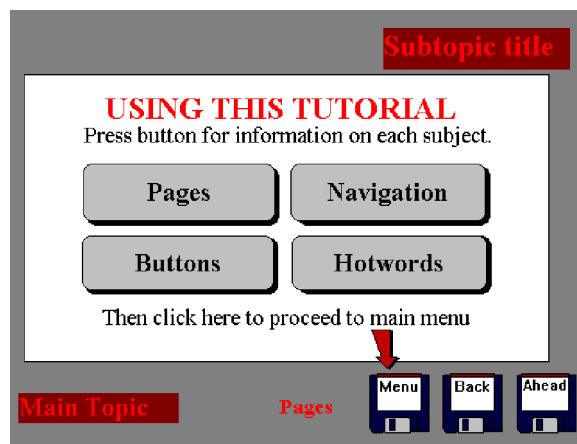 Subtopic title
USING THIS TUTORIAL
Press button for information on each subject.
Pages Navigation
Buttons Hotwords
Then click here to proceed to main menu
Menu Back Ahead
Main Topic Pages